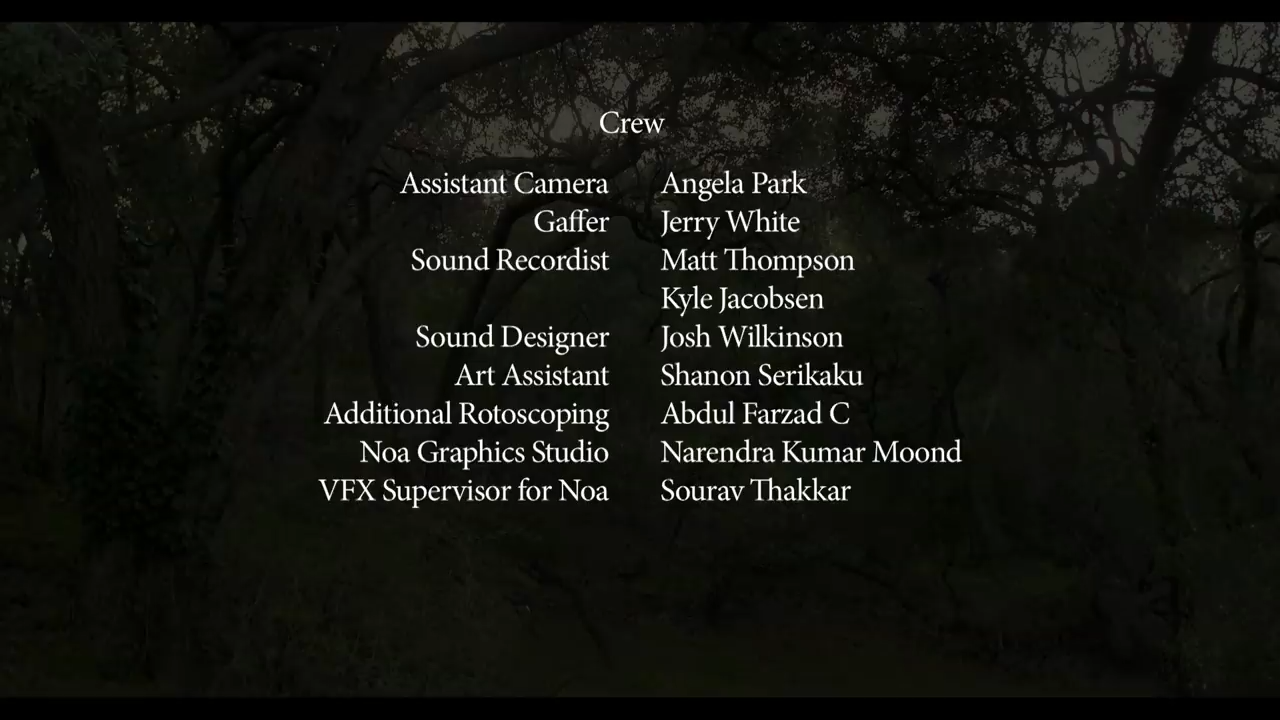 Crew
Assistant Camera Angela Park
Gaffer Jerry White
Sound Recordist Matt Thompson
Kyle Jacobsen
Sound Designer Josh Wilkinson
Art Assistant Shanon Serikaku
Additional Rotoscoping Abdul Farzad C
Noa Graphics Studio Narendra Kumar Moond
VFX Supervisor for Noa Sourav Thakkar